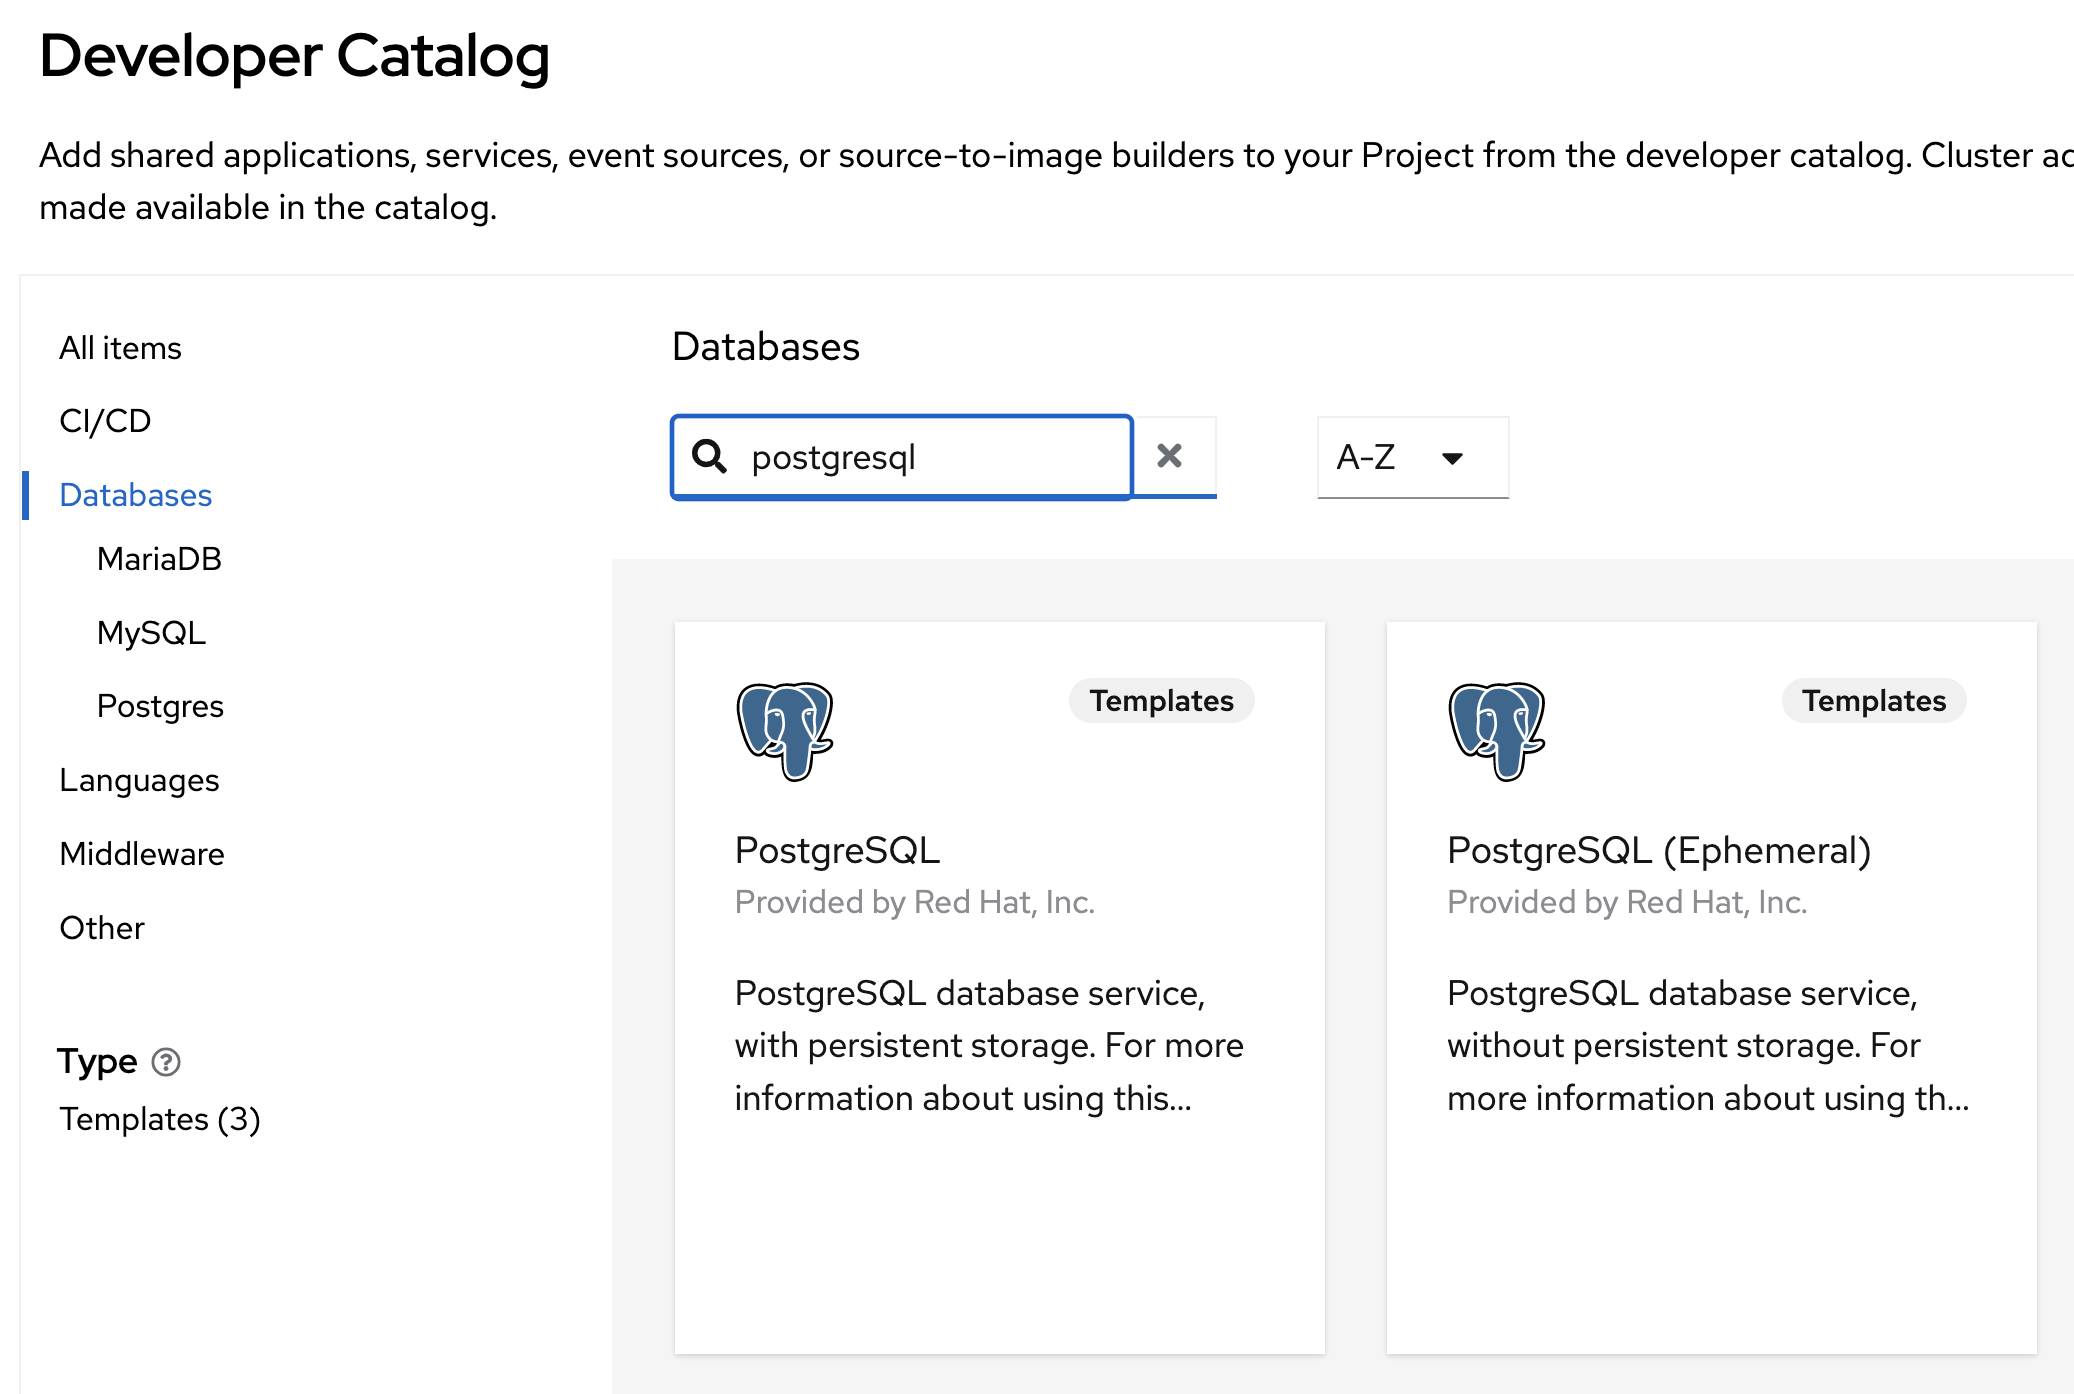 Developer Catalog
Add shared applications, services, event sources, or source-to-image builders to your Project from the developer catalog. Cluster
made available in the catalog.
All items
CI/CD
Databases
MariaDB
MySQL
Postgres
Languages
Middleware
Other
Type
Templates (3)
Databases
postgresql
A-Z
Templates
PostgreSQL
Provided by Red Hat, Inc.
PostgreSQL database service,
with persistent storage. For more
information about using this...
Templates
PostgreSQL (Ephemeral)
Provided by Red Hat, Inc.
PostgreSQL database service,
without persistent storage. For
more information about using th...